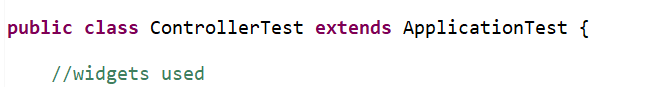 public class ControllerTest extends ApplicationTest {
//widgets used